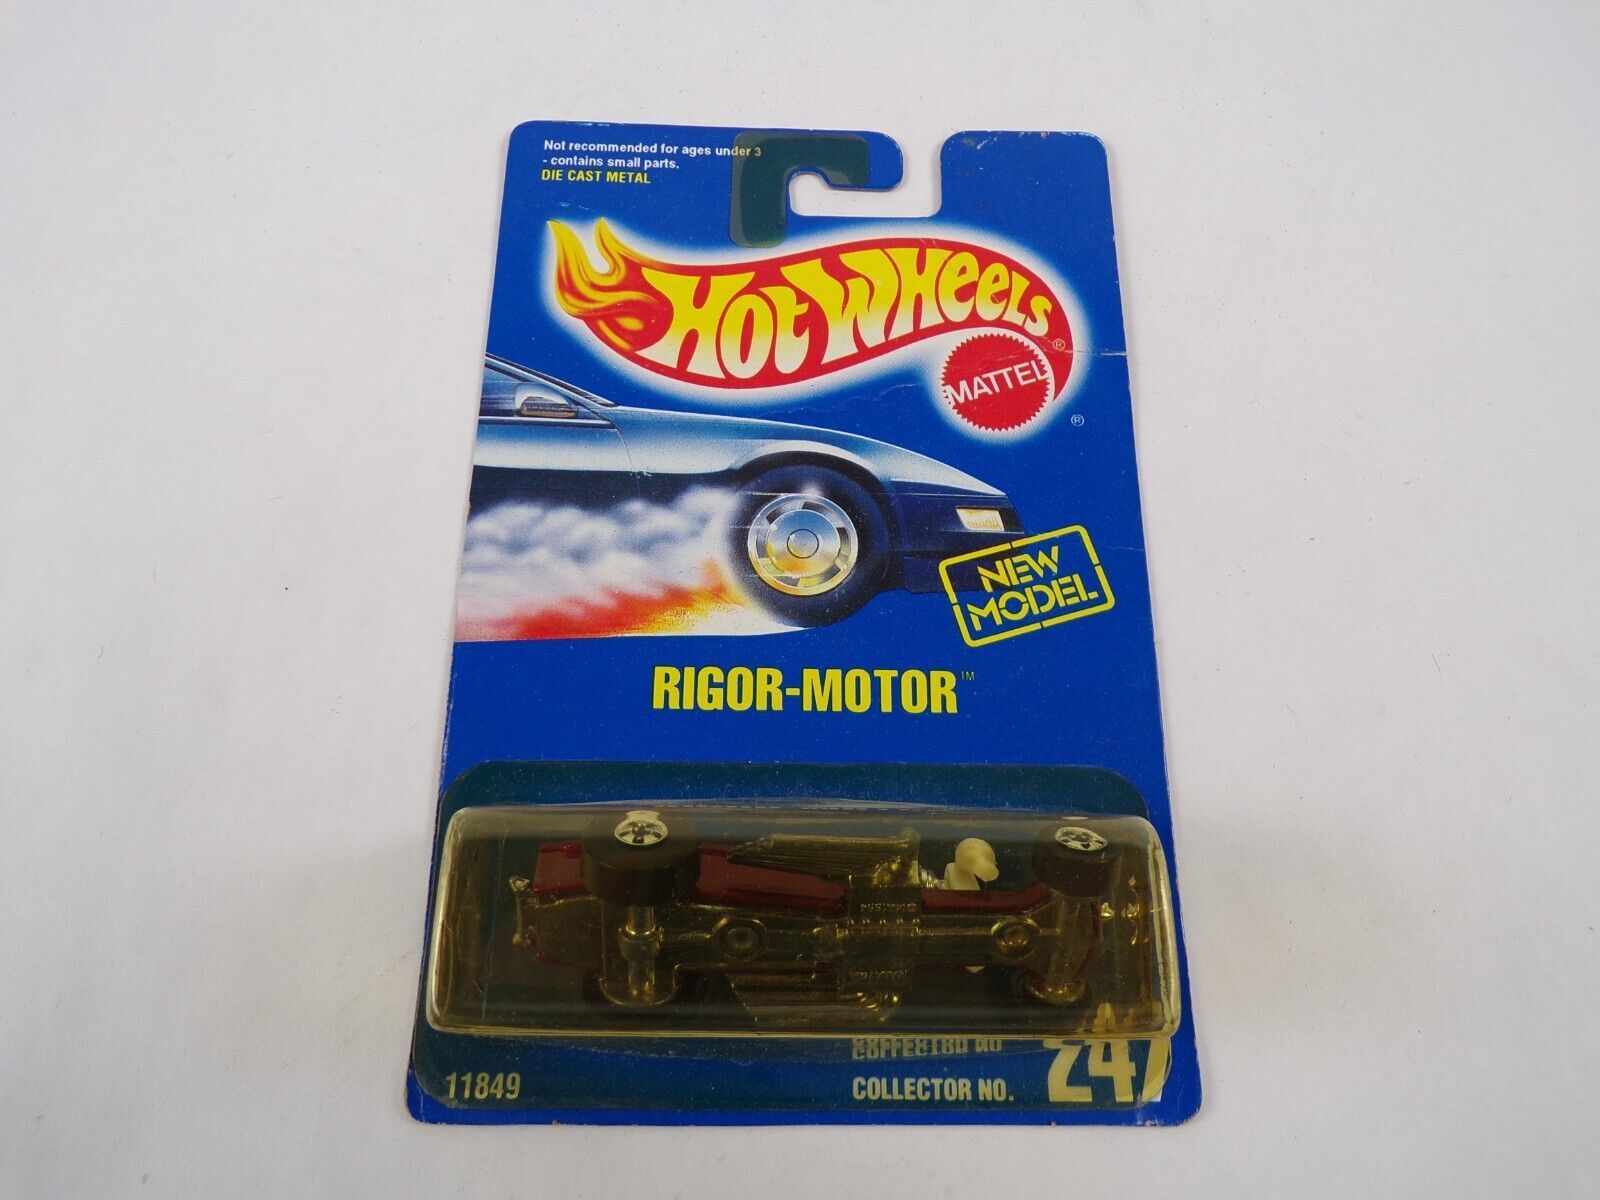 Not recommended for ages under 3
- contains small parts.
DIE CAST METAL
HOT WHEELS ®
MATTEL
®
NEW
MODEL
RIGOR-MOTOR™
11849
COLLECTOR NO. 247